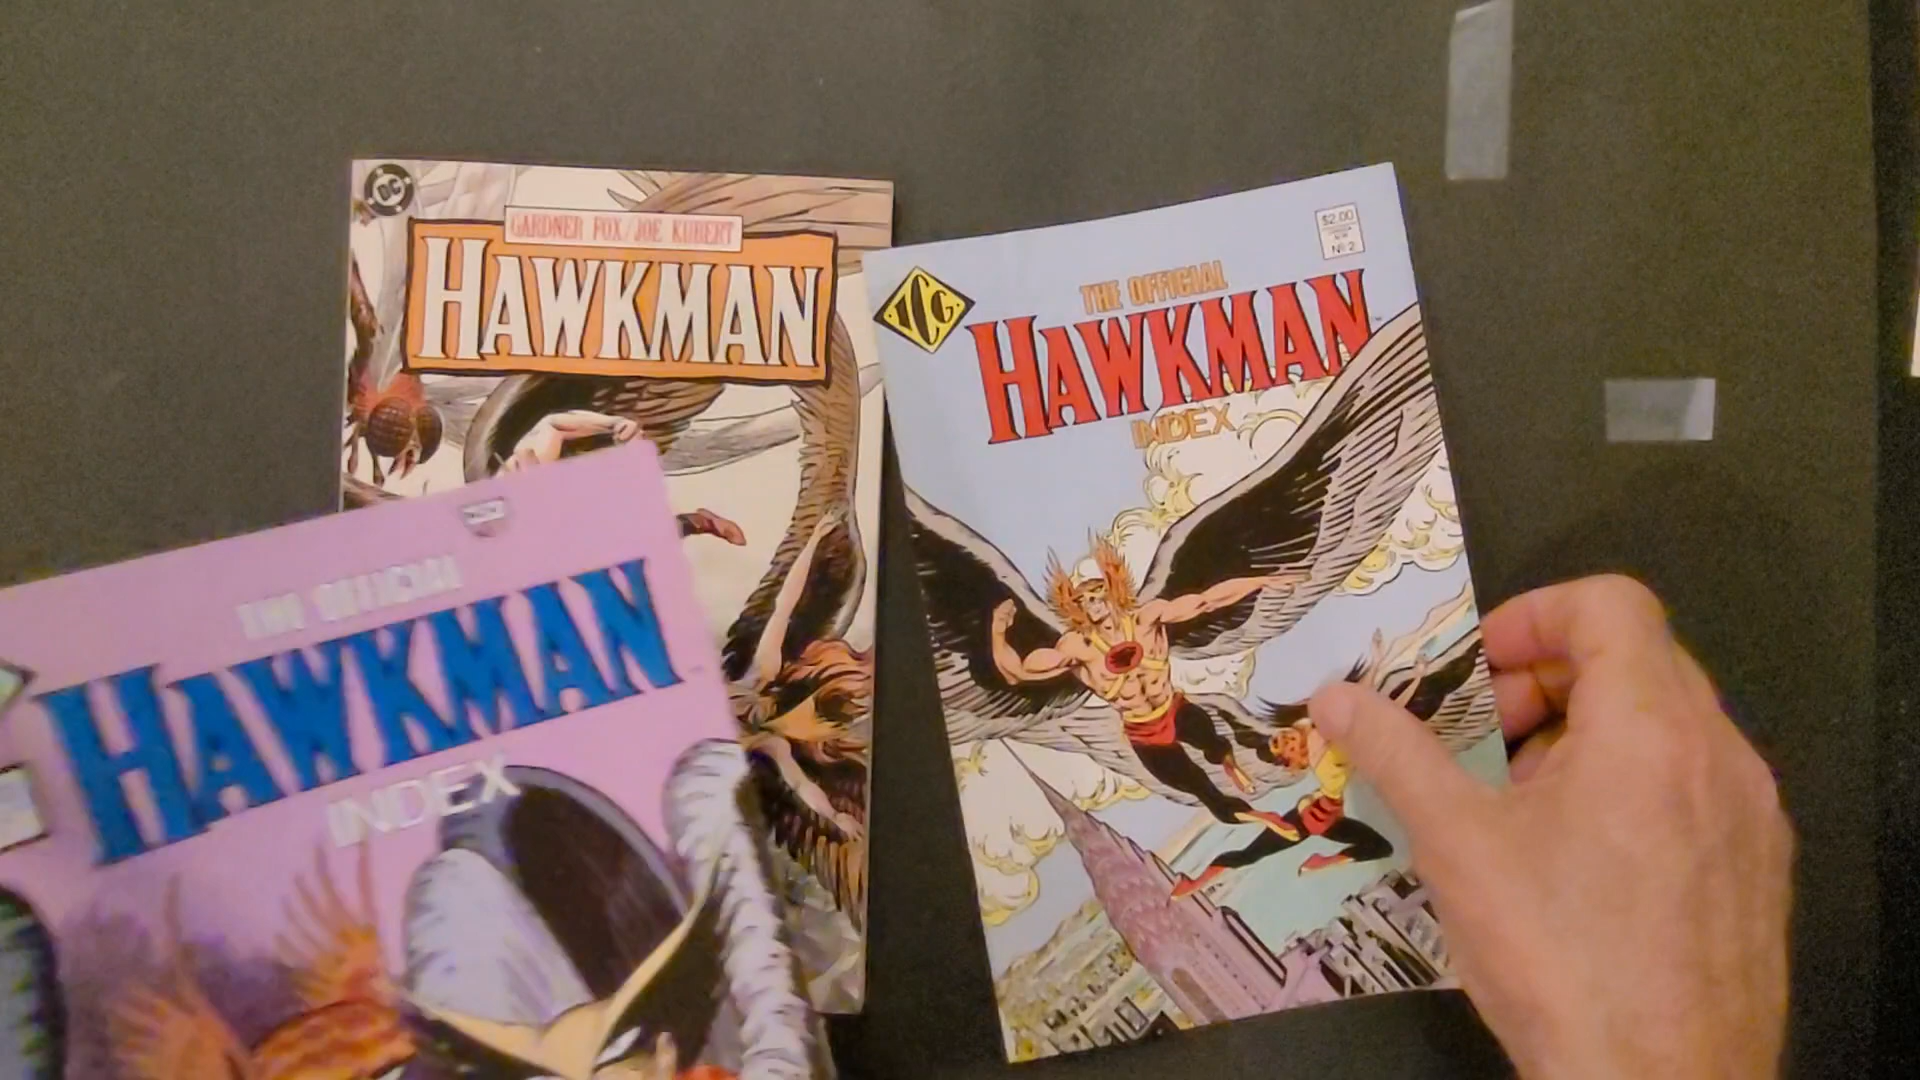 DC
GARDNER FOX/JOE KUBERT
HAWKMAN
$2.00
No 2
ICG
THE OFFICIAL
HAWKMAN
INDEX
THE OFFICIAL
HAWKMAN
INDEX